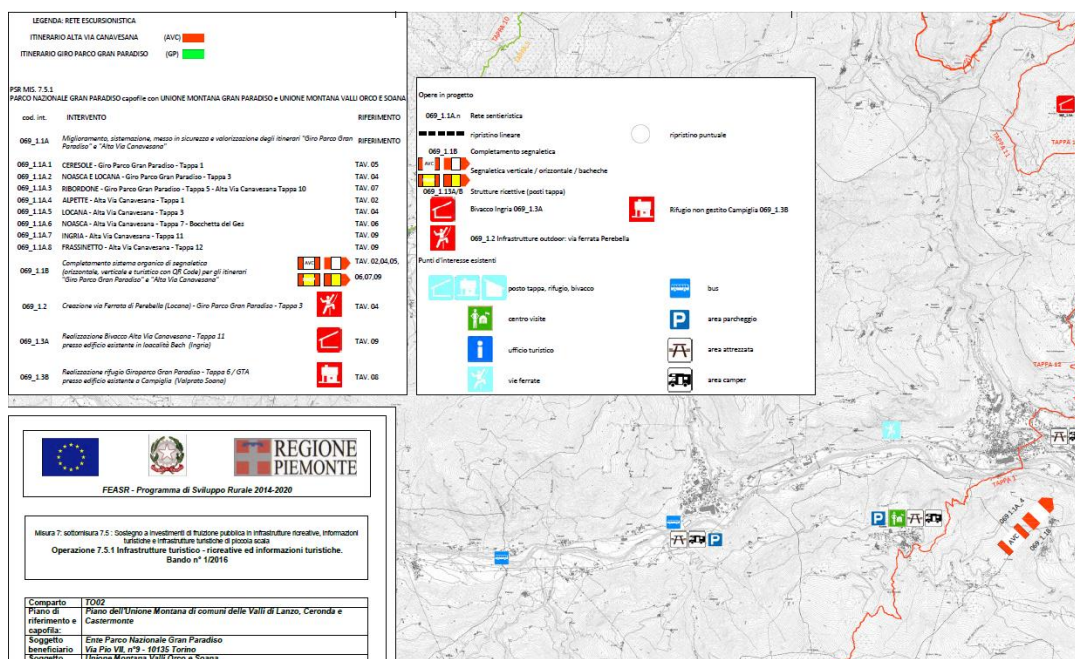 LEGENDA: RETE ESCURSIONISTICA
ITINERARIO ALTA VIA CANAVESANA (AVC)
ITINERARIO GIRO PARCO GRAN PARADISO (GP)
PSR MIS. 7.5.1
PARCO NAZIONALE GRAN PARADISO capofile con UNIONE MONTANA GRAN PARADISO e UNIONE MONTANA VALLI ORCO E SOANA
cod. int. INTERVENTO RIFERIMENTO
069_1.1A Miglioramento, sistemazione, messo in sicurezza e valorizzazione degli itinerari "Giro Parco Gran Paradiso" e "Alta Via Canavesana" RIFERIMENTO
069_1.1A.1 CERESOLE - Giro Parco Gran Paradiso - Tappa 1 TAV. 05
069_1.1A.2 NOASCA E LOCANA - Giro Parco Gran Paradiso - Tappa 3 TAV. 04
069_1.1A.3 RIBORDONE - Giro Parco Gran Paradiso - Tappa 5 - Alta Via Canavesana Tappa 10 TAV. 07
069_1.1A.4 ALPETTE - Alta Via Canavesana - Tappa 1 TAV. 02
069_1.1A.5 LOCANA - Alta Via Canavesana - Tappa 3 TAV. 04
069_1.1A.6 NOASCA - Alta Via Canavesana - Tappa 7 - Bocchetta del Ges TAV. 06
069_1.1A.7 INGRIA - Alta Via Canavesana - Tappa 11 TAV. 09
069_1.1A.8 FRASSINETTO - Alta Via Canavesana - Tappa 12 TAV. 09
069_1.1B Completamento sistema organico di segnaletica
(orizzontale, verticale e turistica con QR Code) per gli itinerari
"Giro Parco Gran Paradiso" e "Alta Via Canavesana"
AVC
TAV. 02,04,05,
06,07,09
069_1.2 Creazione via Ferrata di Perebella (Locana) - Giro Parco Gran Paradiso - Tappa 3 TAV. 04
069_1.3A Realizzazione Bivacco Alta Via Canavesana - Tappa 11
presso edificio esistente in loacalità Bech (Ingria) TAV. 09
069_1.3B Realizzazione rifugio Giroparco Gran Paradiso - Tappa 6 / GTA
presso edificio esistente a Campiglia (Valprato Soana) TAV. 08
Opere in progetto
069_1.1A.n Rete sentieristica
ripristino lineare ripristino puntuale
069_1.1B Completamento segnaletica
AVC
Segnaletica verticale / orizzontale / bacheche
069_1.13A/B Strutture ricettive (posti tappa)
Bivacco Ingria 069_1.3A Rifugio non gestito Campiglia 069_1.3B
069_1.2 Infrastrutture outdoor: via ferrata Perebella
Punti d'interesse esistenti
posto tappa, rifugio, bivacco bus
centro visite P area parcheggio
i ufficio turistico area attrezzata
vie ferrate area camper
REGIONE
PIEMONTE
FEASR - Programma di Sviluppo Rurale 2014-2020
Misura 7: sottomisura 7.5 : Sostegno a investimenti di fruizione pubblica in infrastrutture ricreative, informazioni
turistiche e infrastrutture turistiche di piccola scala
Operazione 7.5.1 Infrastrutture turistico - ricreative ed informazioni turistiche.
Bando n° 1/2016
Comparto TO02
Piano di riferimento e capofila: Piano dell'Unione Montana di comuni delle Valli di Lanzo, Ceronda e Castermonte
Soggetto beneficiario Ente Parco Nazionale Gran Paradiso
Via Pio VII, n°9 - 10135 Torino
Soggetto Unione Montana Valli Orco e Soana
TAPPA 10
TAPPA 11
TAPPA 1
P
P
AVC
069_1.1A_4
069_1.1B